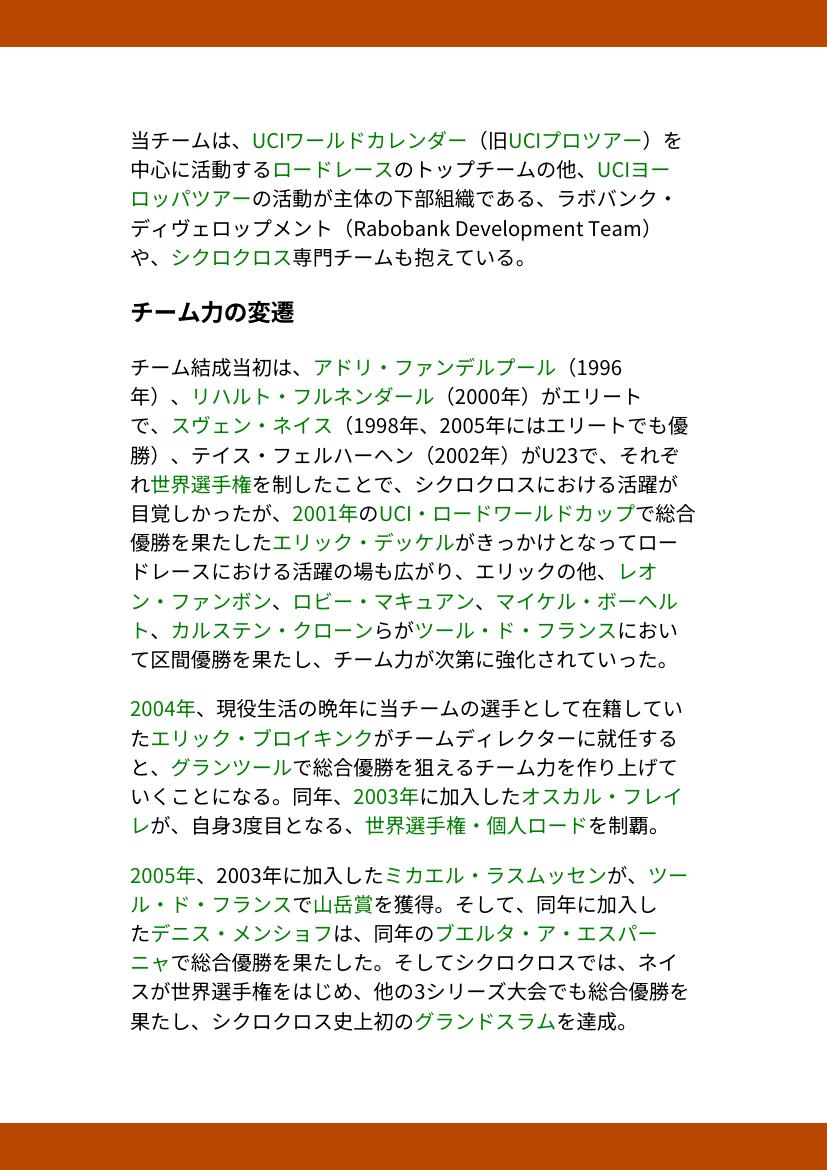 当チームは、UCIワールドカレンダー（旧UCIプロツアー）を
中心に活動するロードレースのトップチームの他、UCIヨー
ロッパツアーの活動が主体の下部組織である、ラボバンク・
ディヴェロップメント（Rabobank Development Team）
や、シクロクロス専門チームも抱えている。
チーム力の変遷
チーム結成当初は、アドリ・ファンデルプール（1996
年）、リハルト・フルネンダール（2000年）がエリート
で、スヴェン・ネイス（1998年、2005年にはエリートでも優
勝）、テイス・フェルハーヘン（2002年）がU23で、それぞ
れ世界選手権を制したことで、シクロクロスにおける活躍が
目覚しかったが、2001年のUCI・ロードワールドカップで総合
優勝を果たしたエリック・デッケルがきっかけとなってロー
ドレースにおける活躍の場も広がり、エリックの他、レオ
ン・ファンボン、ロビー・マキュアン、マイケル・ボーヘル
ト、カルステン・クローンらがツール・ド・フランスにおい
て区間優勝を果たし、チーム力が次第に強化されていった。
2004年、現役生活の晩年に当チームの選手として在籍してい
たエリック・ブロイキンクがチームディレクターに就任する
と、グランツールで総合優勝を狙えるチーム力を作り上げて
いくことになる。同年、2003年に加入したオスカル・フレイ
レが、自身3度目となる、世界選手権・個人ロードを制覇。
2005年、2003年に加入したミカエル・ラスムッセンが、ツー
ル・ド・フランスで山岳賞を獲得。そして、同年に加入し
たデニス・メンショフは、同年のブエルタ・ア・エスパー
ニャで総合優勝を果たした。そしてシクロクロスでは、ネイ
スが世界選手権をはじめ、他の3シリーズ大会でも総合優勝を
果たし、シクロクロス史上初のグランドスラムを達成。